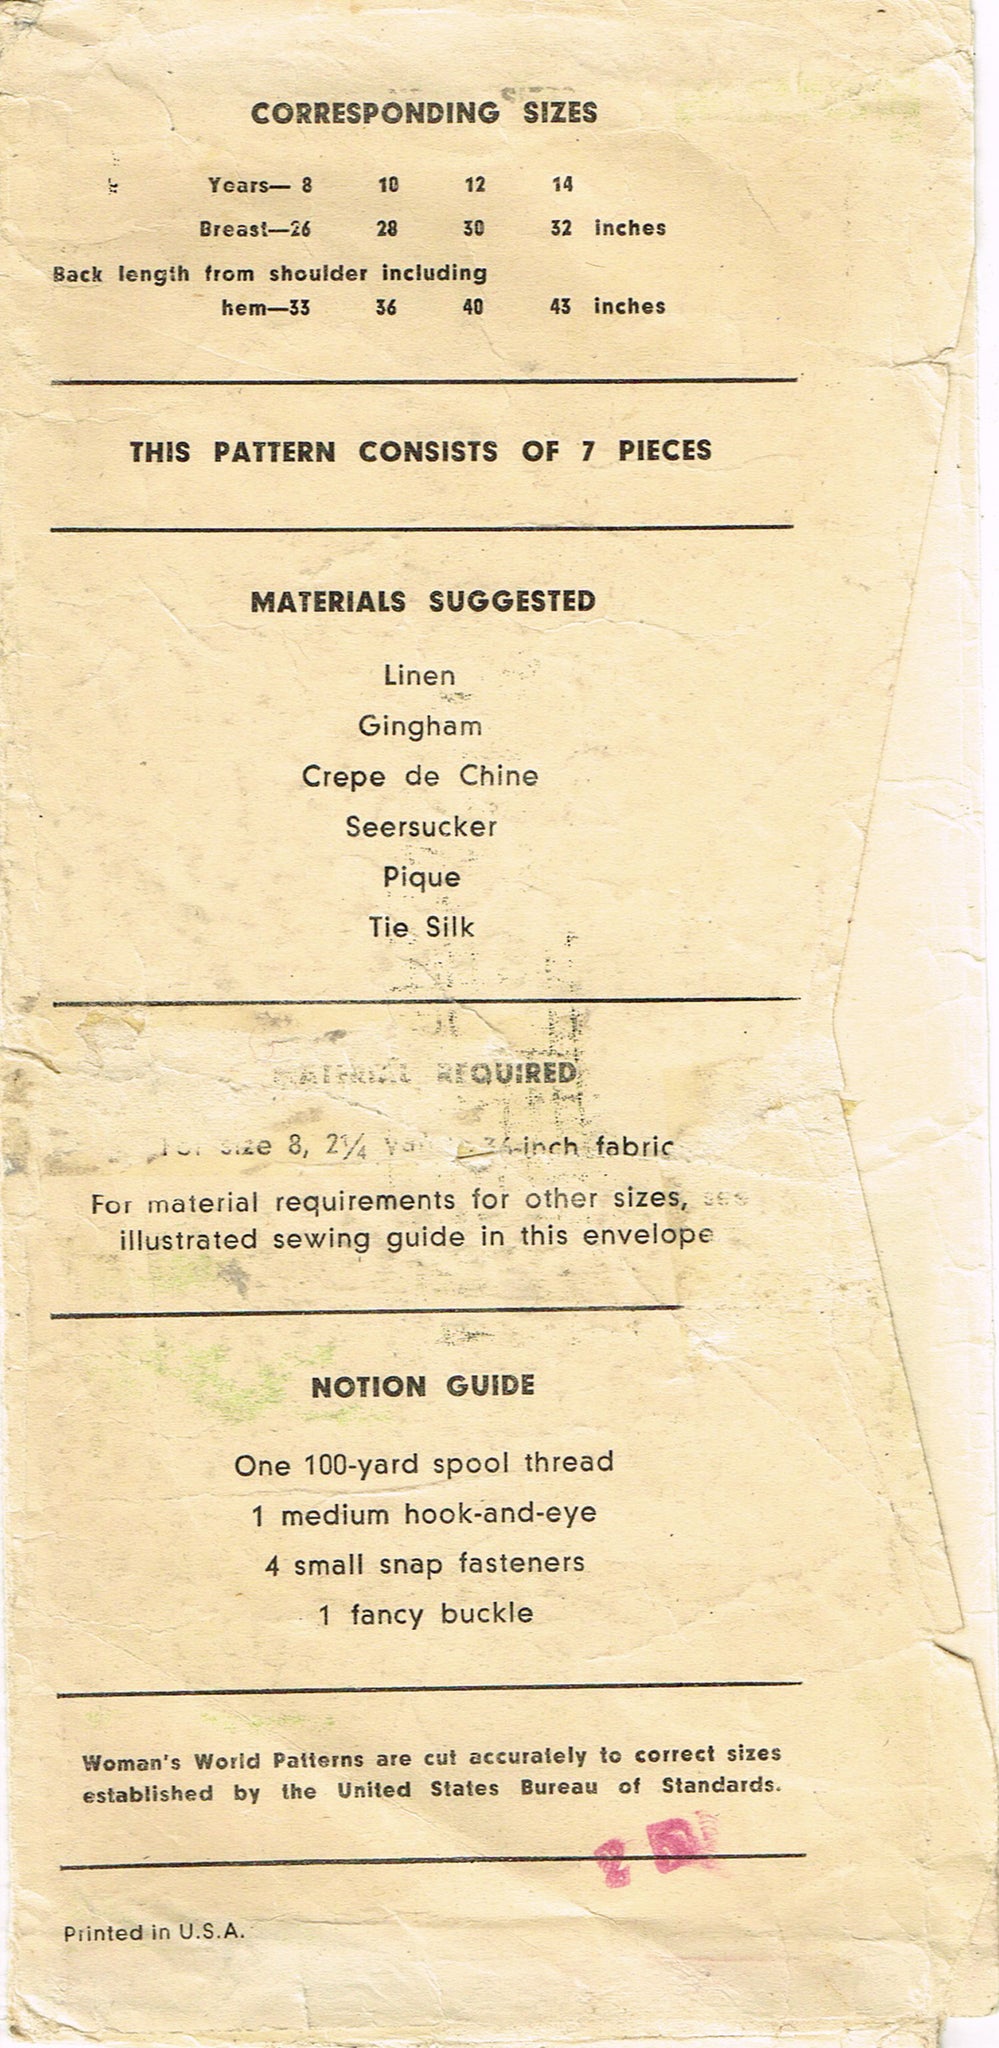 CORRESPONDING SIZES
Years— 8 10 12 14
Breast—26 28 30 32 inches
Back length from shoulder including
hem—33 36 40 43 inches
THIS PATTERN CONSISTS OF 7 PIECES
MATERIALS SUGGESTED
Linen
Gingham
Crepe de Chine
Seersucker
Pique
Tie Silk
MATERIAL REQUIRED
For size 8, 2¼ -inch fabric
For material requirements for other sizes, see
illustrated sewing guide in this envelope
NOTION GUIDE
One 100-yard spool thread
1 medium hook-and-eye
4 small snap fasteners
1 fancy buckle
Woman's World Patterns are cut accurately to correct sizes
established by the United States Bureau of Standards.
Printed in U.S.A.